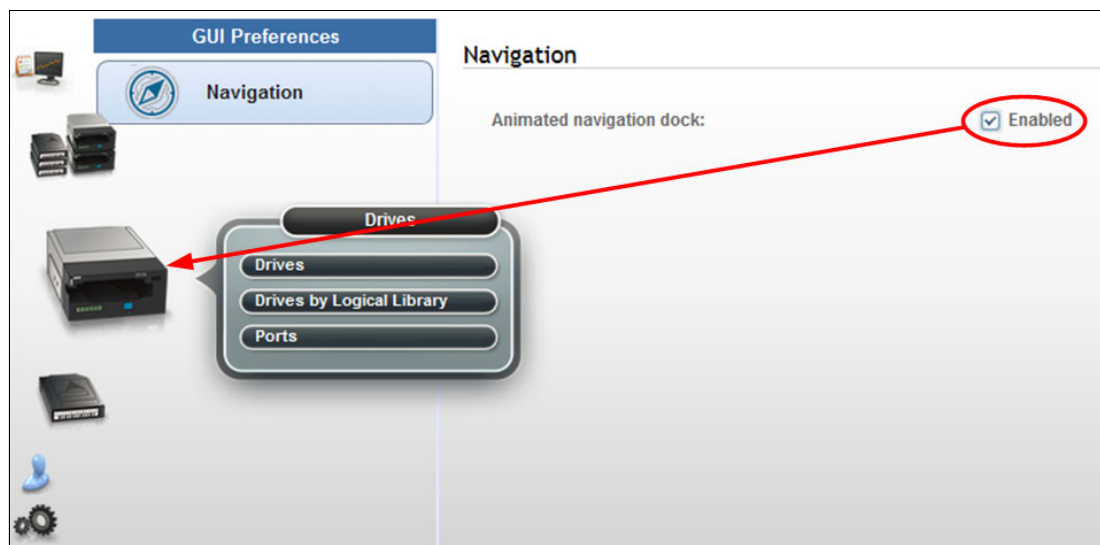 GUI Preferences
Navigation
Navigation
Animated navigation dock:
Enabled
Drives
Drives
Drives by Logical Library
Ports